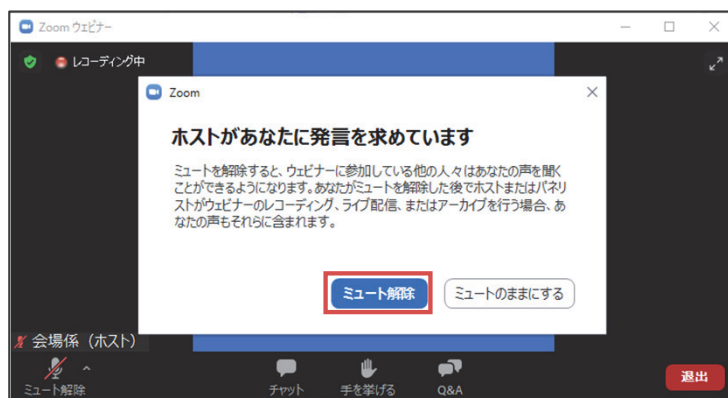 Zoom ウェビナー
レコーディング中
Zoom
ホストがあなたに発言を求めています
ミュートを解除すると、ウェビナーに参加している他の人々はあなたの声を聞く
ことができるようになります。あなたがミュートを解除した後でホストまたはパネリ
ストがウェビナーのレコーディング、ライブ配信、またはアーカイブを行う場合、あ
なたの声もそれらに含まれます。
ミュート解除
ミュートのままにする
会場係（ホスト）
ミュート解除
チャット
手を挙げる
Q&A
退出